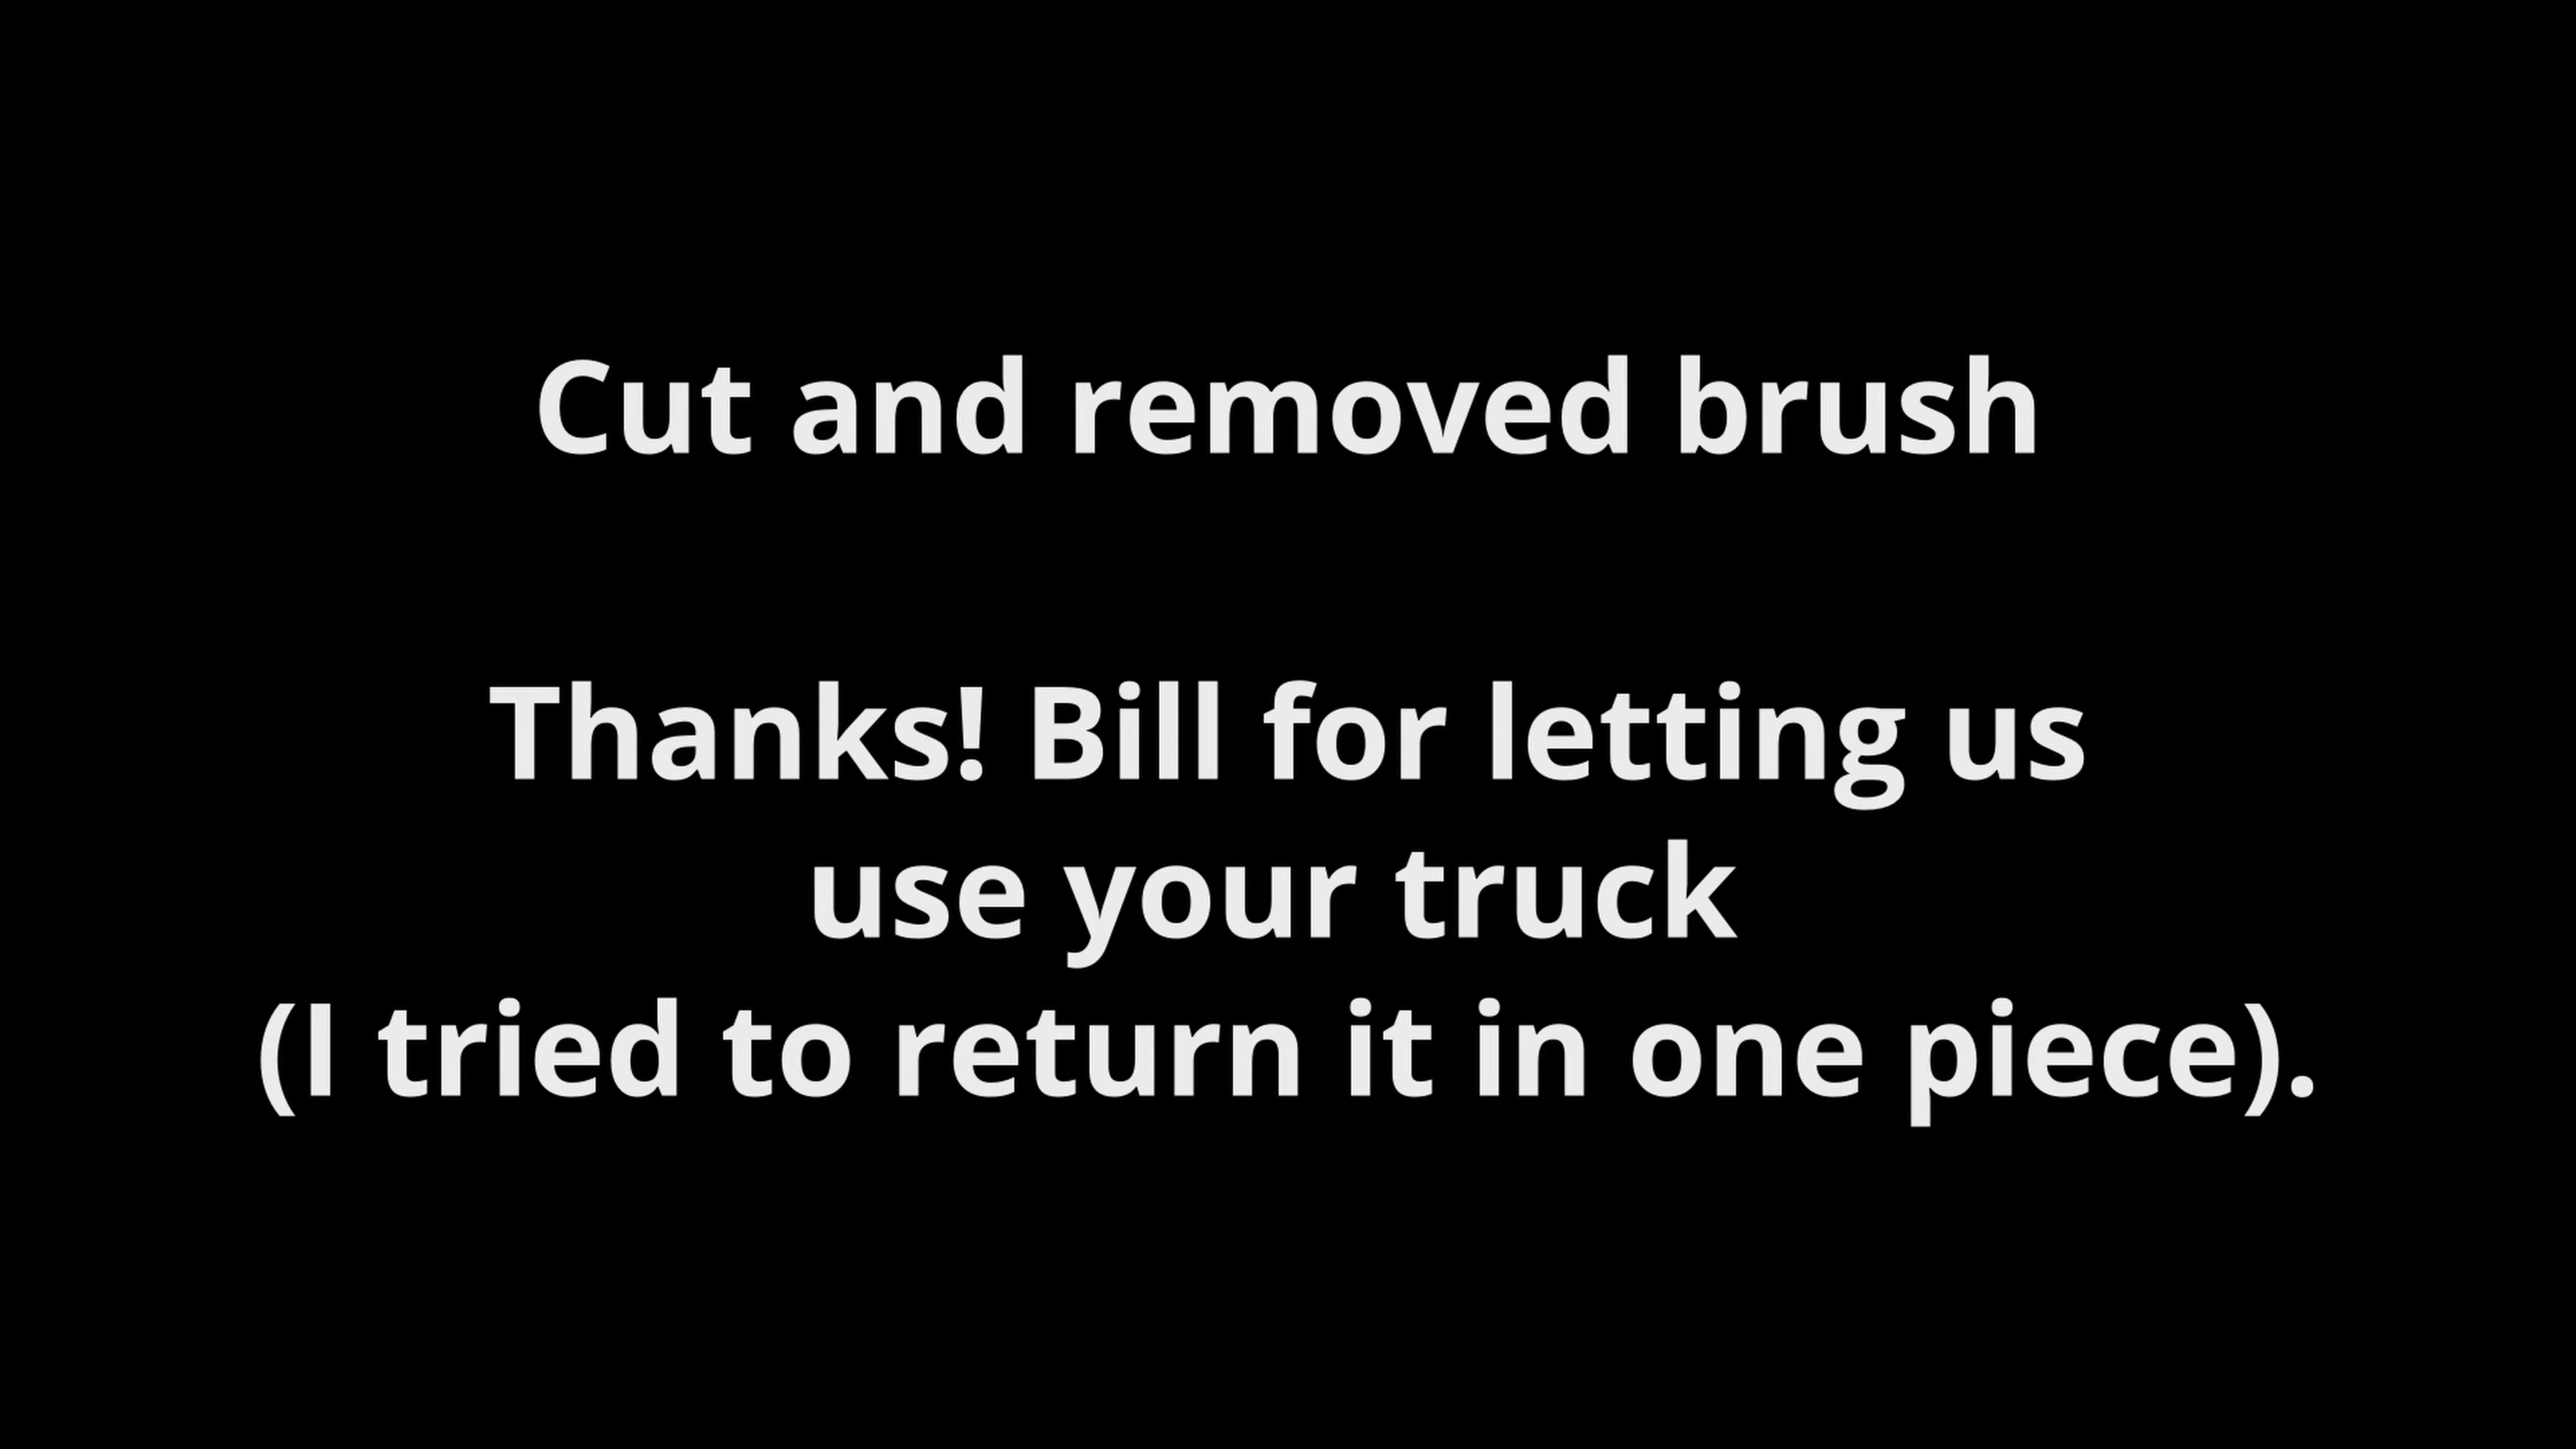 Cut and removed brush
Thanks! Bill for letting us
use your truck
(I tried to return it in one piece).